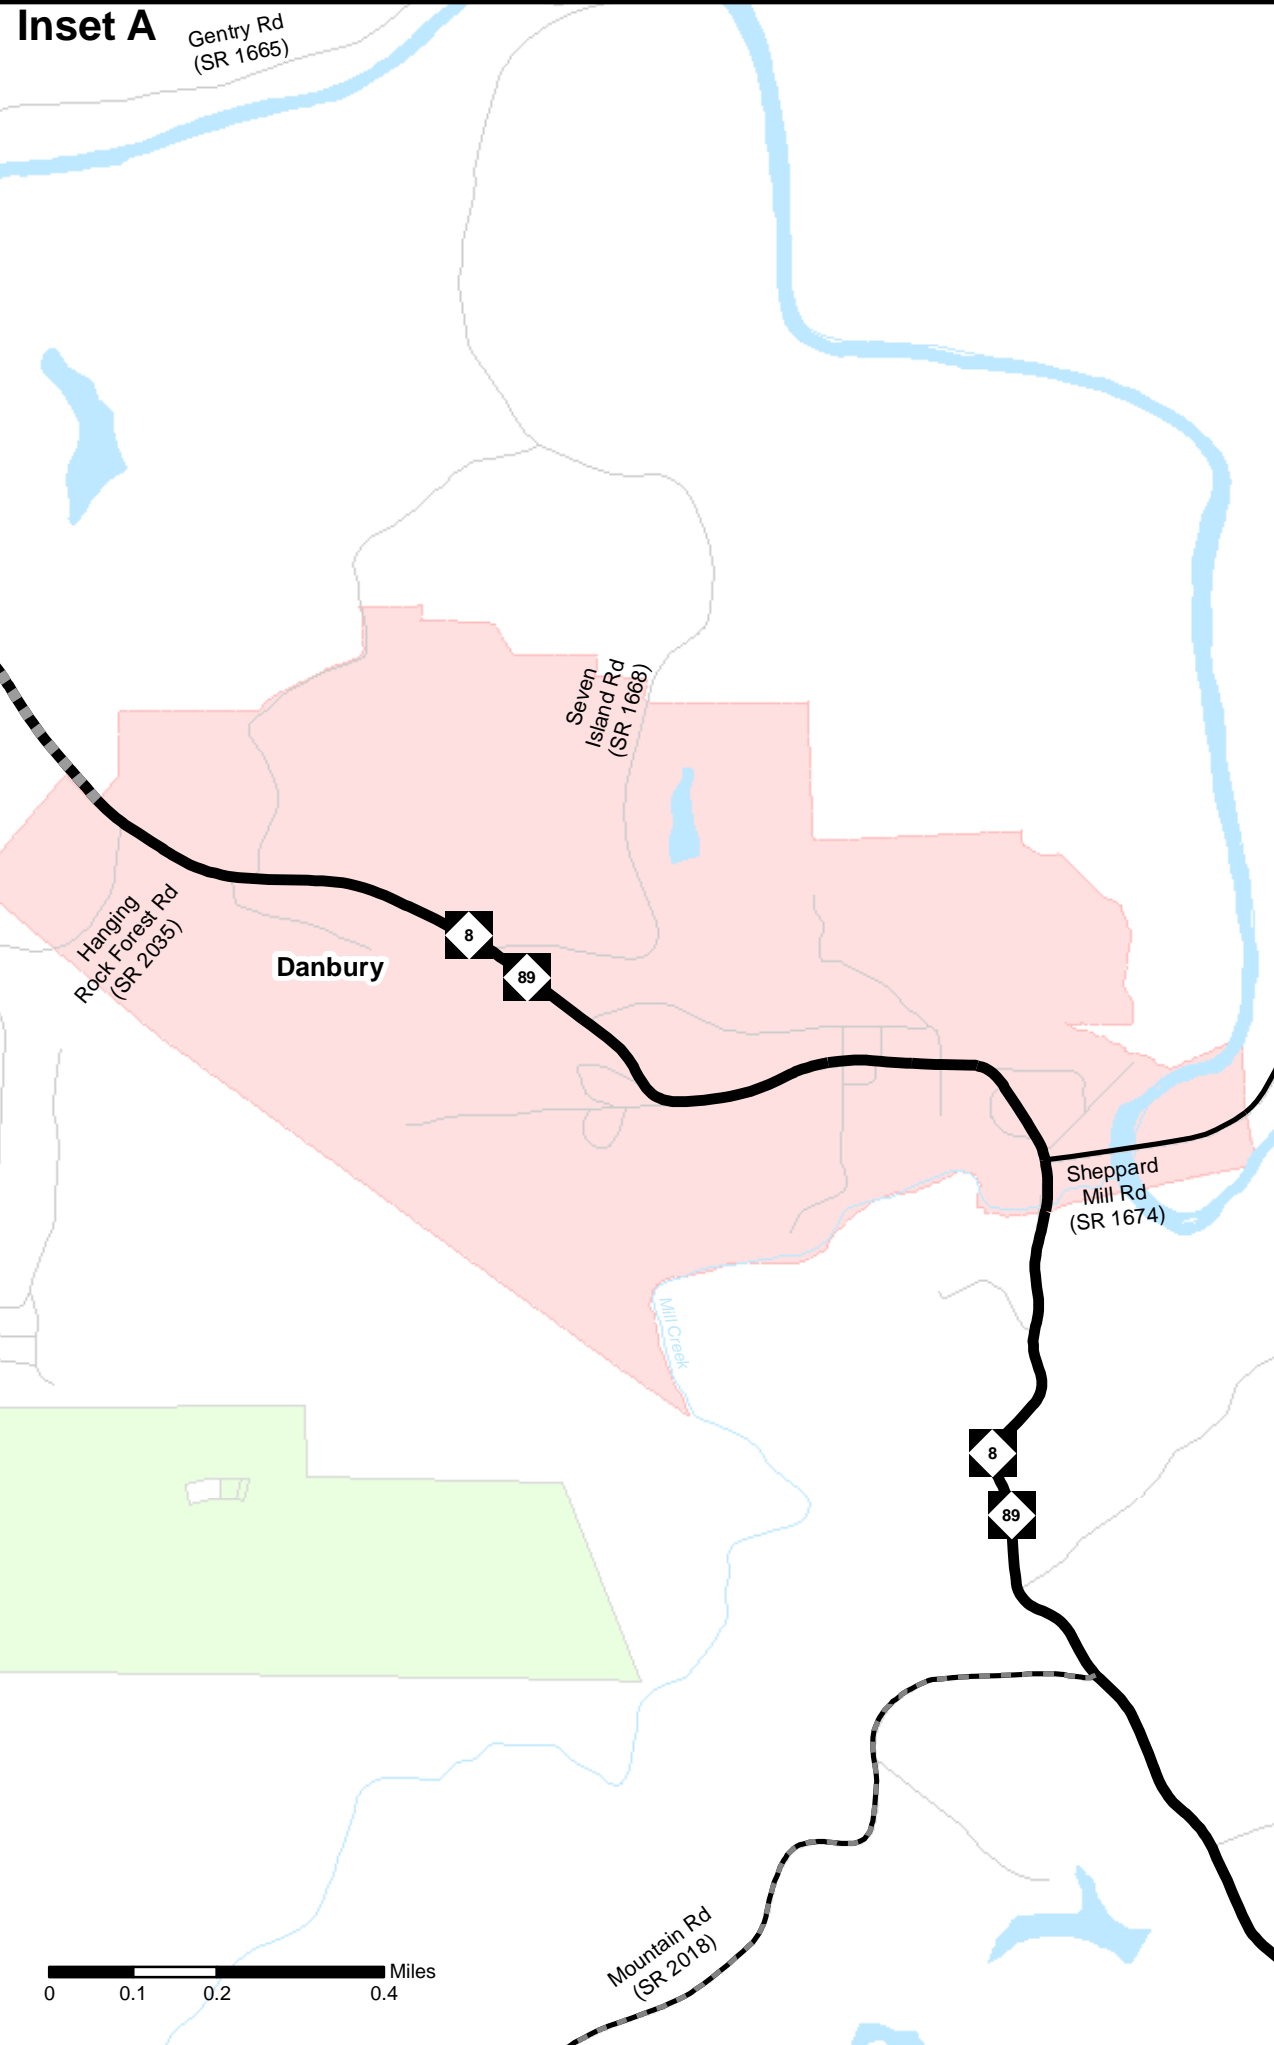 Inset A
Gentry Rd
(SR 1665)
Seven
Island Rd
(SR 1668)
Hanging
Rock Forest Rd
(SR 2035)
8
Danbury
89
Sheppard
Mill Rd
(SR 1674)
Mill Creek
8
89
Mountain Rd
(SR 2018)
Miles
0 0.1 0.2 0.4